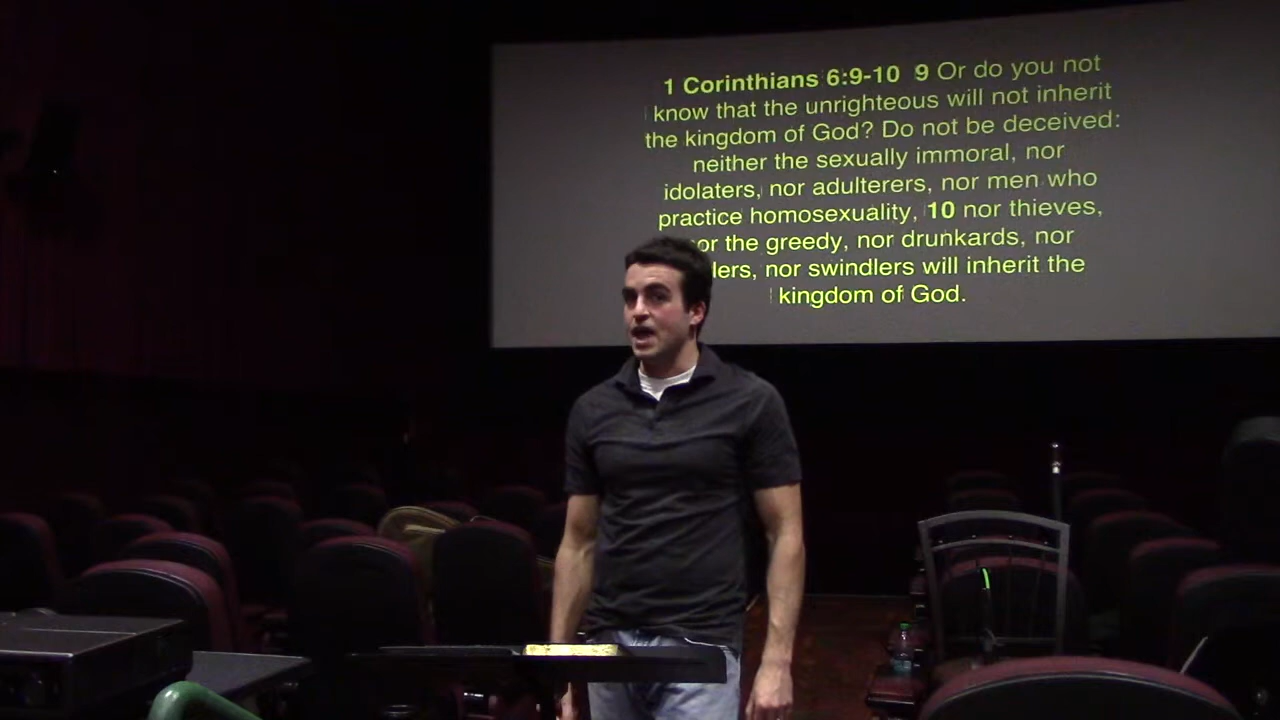 1 Corinthians 6:9-10 9 Or do you not
know that the unrighteous will not inherit
the kingdom of God? Do not be deceived:
neither the sexually immoral, nor
idolaters, nor adulterers, nor men who
practice homosexuality, 10 nor thieves,
the greedy, nor drunkards, nor
nor swindlers will inherit the
kingdom of God.